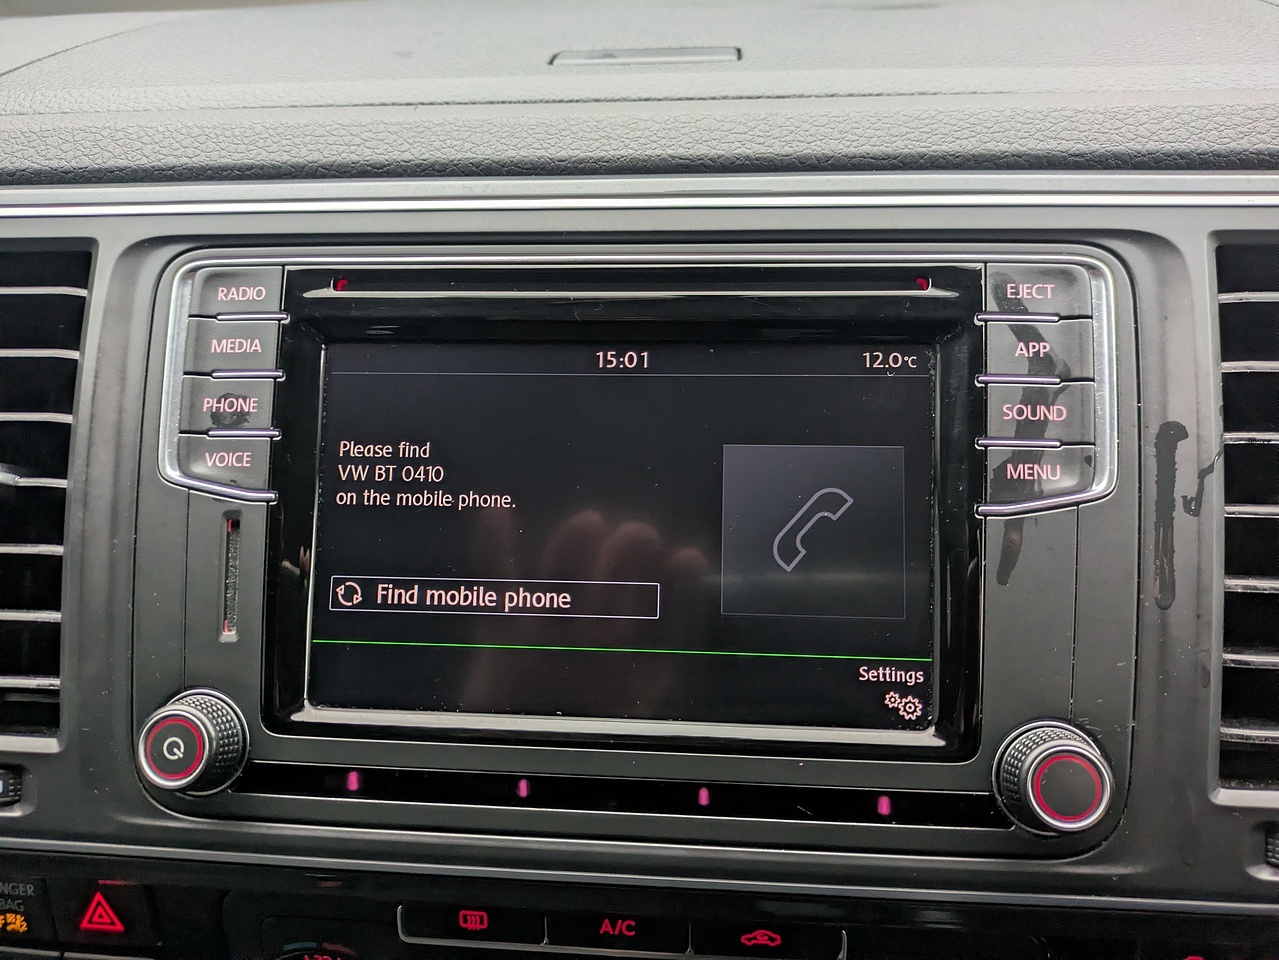 RADIO
EJECT
MEDIA
15:01
12.0°C
APP
PHONE
SOUND
VOICE
Please find
VW BT 0410
on the mobile phone.
MENU
Find mobile phone
Settings
A/C